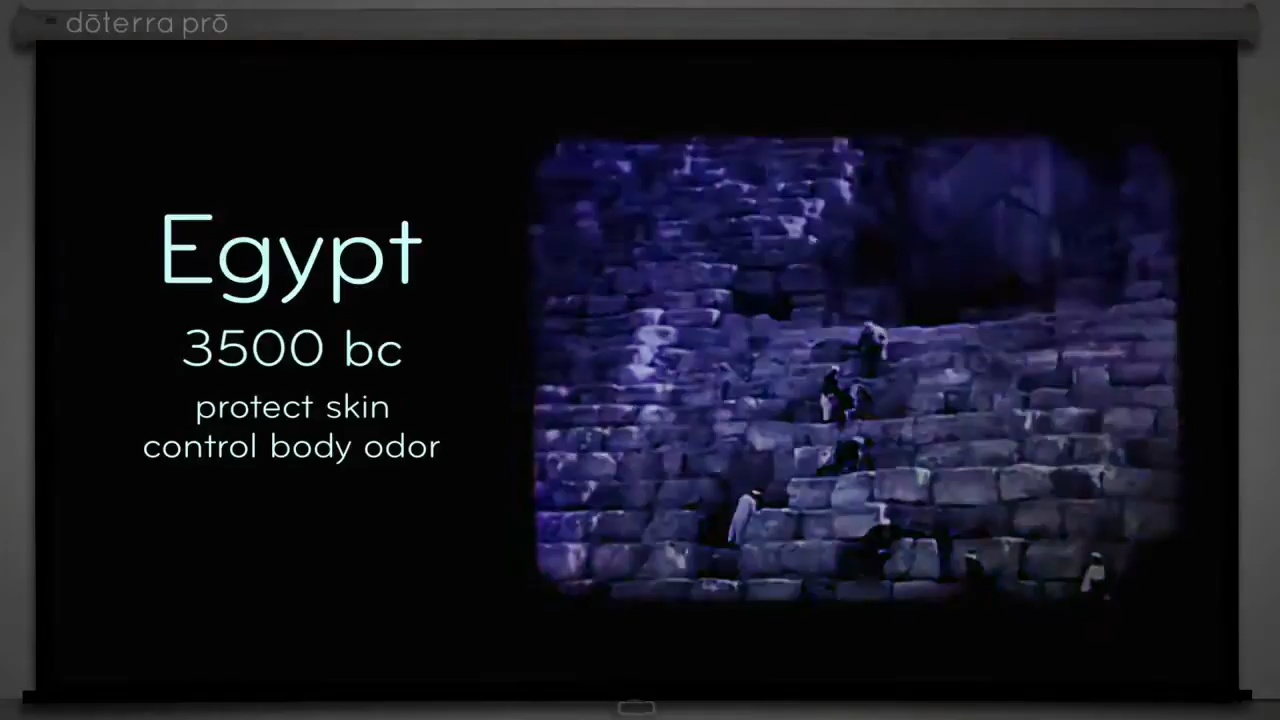 dōterra prō
Egypt
3500 bc
protect skin
control body odor